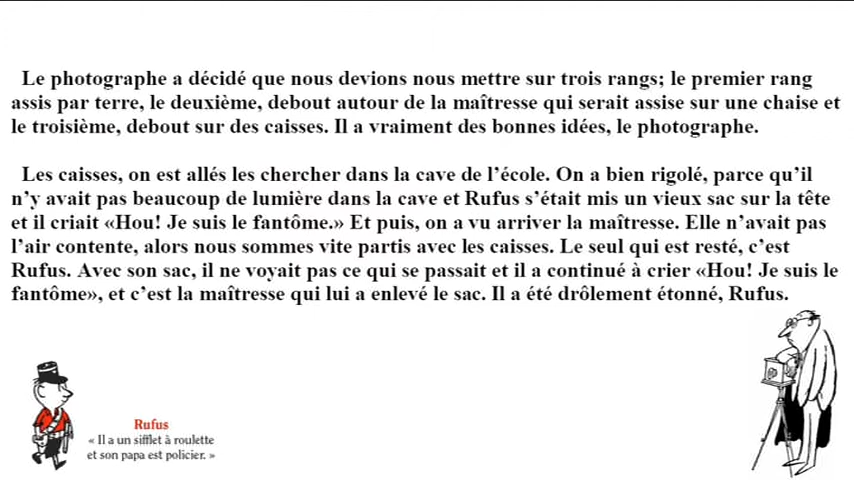 Le photographe a décidé que nous devions nous mettre sur trois rangs; le premier rang
assis par terre, le deuxième, debout autour de la maîtresse qui serait assise sur une chaise et
le troisième, debout sur des caisses. Il a vraiment des bonnes idées, le photographe.
Les caisses, on est allés les chercher dans la cave de l’école. On a bien rigolé, parce qu’il
n’y avait pas beaucoup de lumière dans la cave et Rufus s’était mis un vieux sac sur la tête
et il criait «Hou! Je suis le fantôme.» Et puis, on a vu arriver la maîtresse. Elle n’avait pas
l’air contente, alors nous sommes vite partis avec les caisses. Le seul qui est resté, c’est
Rufus. Avec son sac, il ne voyait pas ce qui se passait et il a continué à crier «Hou! Je suis le
fantôme», et c’est la maîtresse qui lui a enlevé le sac. Il a été drôlement étonné, Rufus.
Rufus
« Il a un sifflet à roulette
et son papa est policier. »